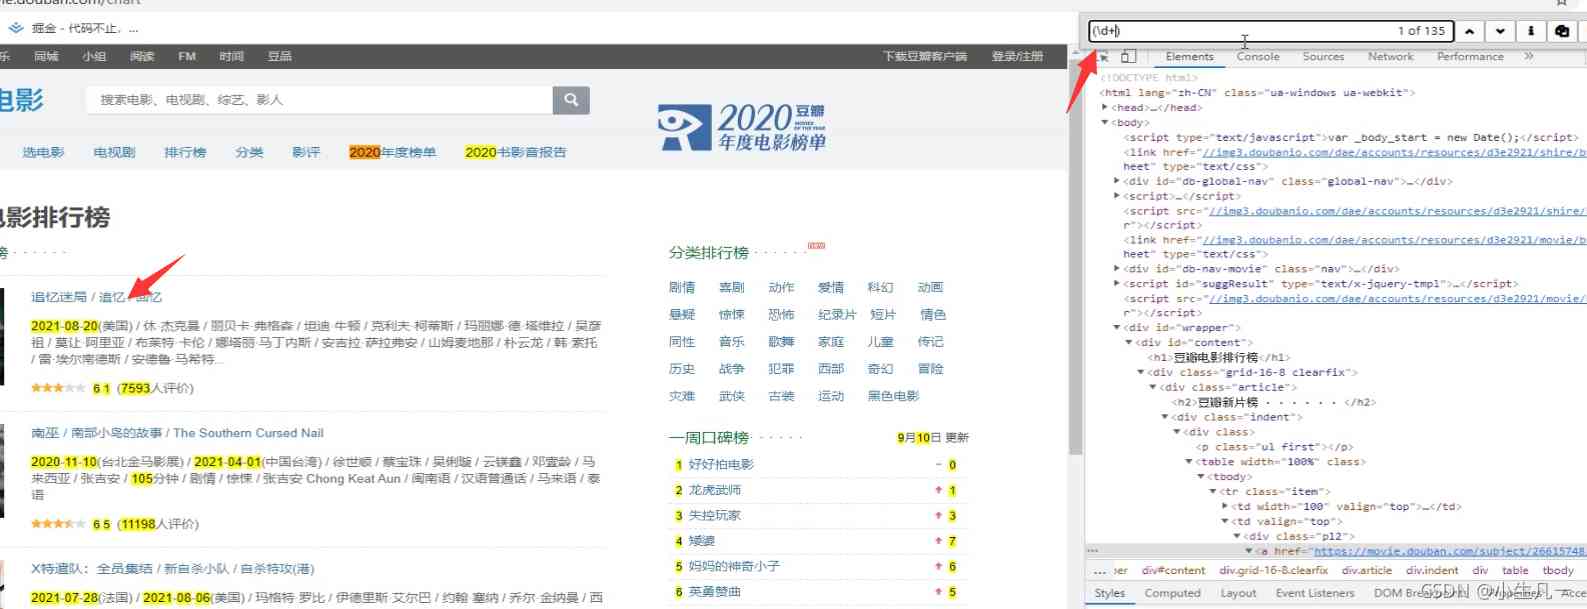 ie.douban.com/chart
掘金 - 代码不止，...
乐 同城 小组 阅读 FM 时间 豆品 下载豆瓣客户端 登录/注册
电影 搜索电影、电视剧、综艺、影人
2020 豆瓣
MOVIES OF THE YEAR
年度电影榜单
选电影 电视剧 排行榜 分类 影评 2020年度榜单 2020书影音报告
电影排行榜
榜 · · · · · ·
追忆迷局 / 追忆 / 回忆
2021-08-20(美国) / 休·杰克曼 / 丽贝卡·弗格森 / 坦迪·牛顿 / 克利夫·柯蒂斯 / 玛丽娜·德·塔维拉 / 吴彦
祖 / 莫让·阿里亚 / 布莱特·卡伦 / 娜塔丽·马丁内斯 / 安吉拉·萨拉弗安 / 山姆麦地那 / 朴云龙 / 韩·索托
/ 雷·埃尔南德斯 / 安德鲁·马希特...
6.1 (7593人评价)
南巫 / 南部小岛的故事 / The Southern Cursed Nail
2020-11-10(台北金马影展) / 2021-04-01(中国台湾) / 徐世顺 / 蔡宝珠 / 吴俐璇 / 云镁鑫 / 邓壹龄 / 马
来西亚 / 张吉安 / 105分钟 / 剧情 / 惊悚 / 张吉安 Chong Keat Aun / 闽南语 / 汉语普通话 / 马来语 / 泰
语
6.5 (11198人评价)
X特遣队：全员集结 / 新自杀小队 / 自杀特攻(港)
2021-07-28(法国) / 2021-08-06(美国) / 玛格特·罗比 / 伊德里斯·艾尔巴 / 约翰·塞纳 / 乔尔·金纳曼 / 西
分类排行榜 · · · · · ·
剧情 喜剧 动作 爱情 科幻 动画
悬疑 惊悚 恐怖 纪录片 短片 情色
同性 音乐 歌舞 家庭 儿童 传记
历史 战争 犯罪 西部 奇幻 冒险
灾难 武侠 古装 运动 黑色电影
一周口碑榜 · · · · · 9月10日 更新
1 好好拍电影 - 0
2 龙虎武师 1
3 失控玩家 3
4 矮婆 7
5 妈妈的神奇小子 6
6 英勇赞曲 5
(\d+) 1 of 135
Elements Console Sources Network Performance »
<!DOCTYPE html>
<html lang="zh-CN" class="ua-windows ua-webkit">
<head>…</head>
<body>
<script type="text/javascript">var _body_start = new Date();</script>
<link href="//img3.doubanio.com/dae/accounts/resources/d3e2921/shire/b
heet" type="text/css">
<div id="db-global-nav" class="global-nav">…</div>
<script>…</script>
<script src="//img3.doubanio.com/dae/accounts/resources/d3e2921/shire/
r"></script>
<link href="//img3.doubanio.com/dae/accounts/resources/d3e2921/movie/b
heet" type="text/css">
<div id="db-nav-movie" class="nav">…</div>
<script id="suggResult" type="text/x-jquery-tmpl">…</script>
<script src="//img3.doubanio.com/dae/accounts/resources/d3e2921/movie/
r"></script>
<div id="wrapper">
<div id="content">
<h1>豆瓣电影排行榜</h1>
<div class="grid-16-8 clearfix">
<div class="article">
<h2>豆瓣新片榜 · · · · · · </h2>
<div class="indent">
<div class>
<p class="ul first"></p>
<table width="100%" class>
<tbody>
<tr class="item">
<td width="100" valign="top">…</td>
<td valign="top">
<div class="pl2">
<a href="https://movie.douban.com/subject/26615748
... per div#content div.grid-16-8.clearfix div.article div.indent div table tbody
Styles Computed Layout Event Listeners DOM Breakpoints Properties Acce
CSDN @小生凡一